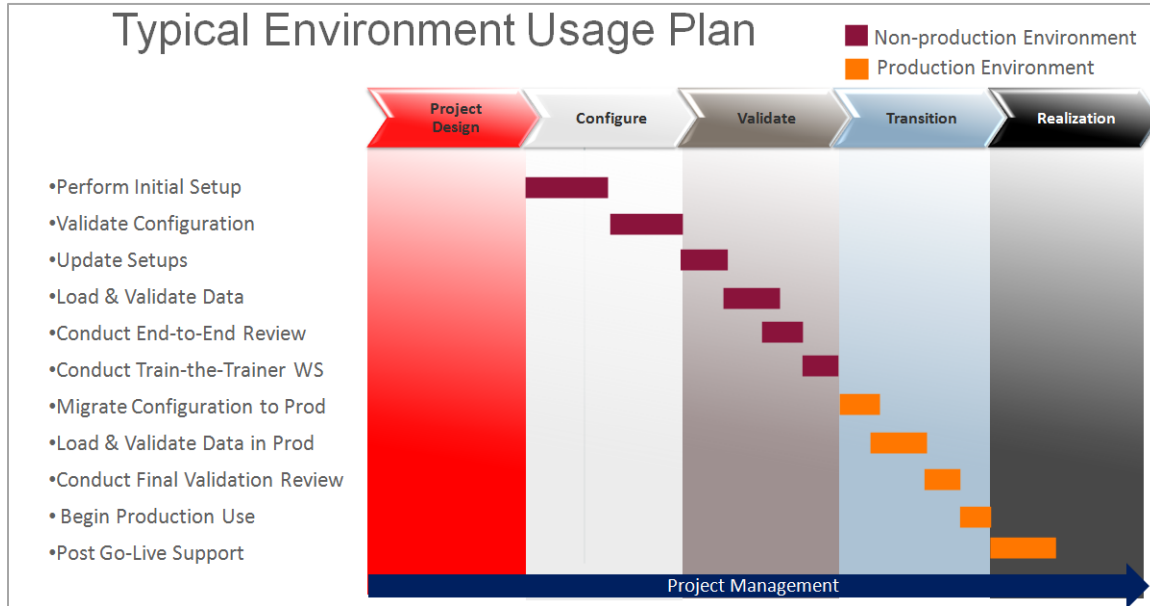 Typical Environment Usage Plan
Non-production Environment
Production Environment
Project
Design
Configure
Validate
Transition
Realization
•Perform Initial Setup
•Validate Configuration
•Update Setups
•Load & Validate Data
•Conduct End-to-End Review
•Conduct Train-the-Trainer WS
•Migrate Configuration to Prod
•Load & Validate Data in Prod
•Conduct Final Validation Review
• Begin Production Use
•Post Go-Live Support
Project Management